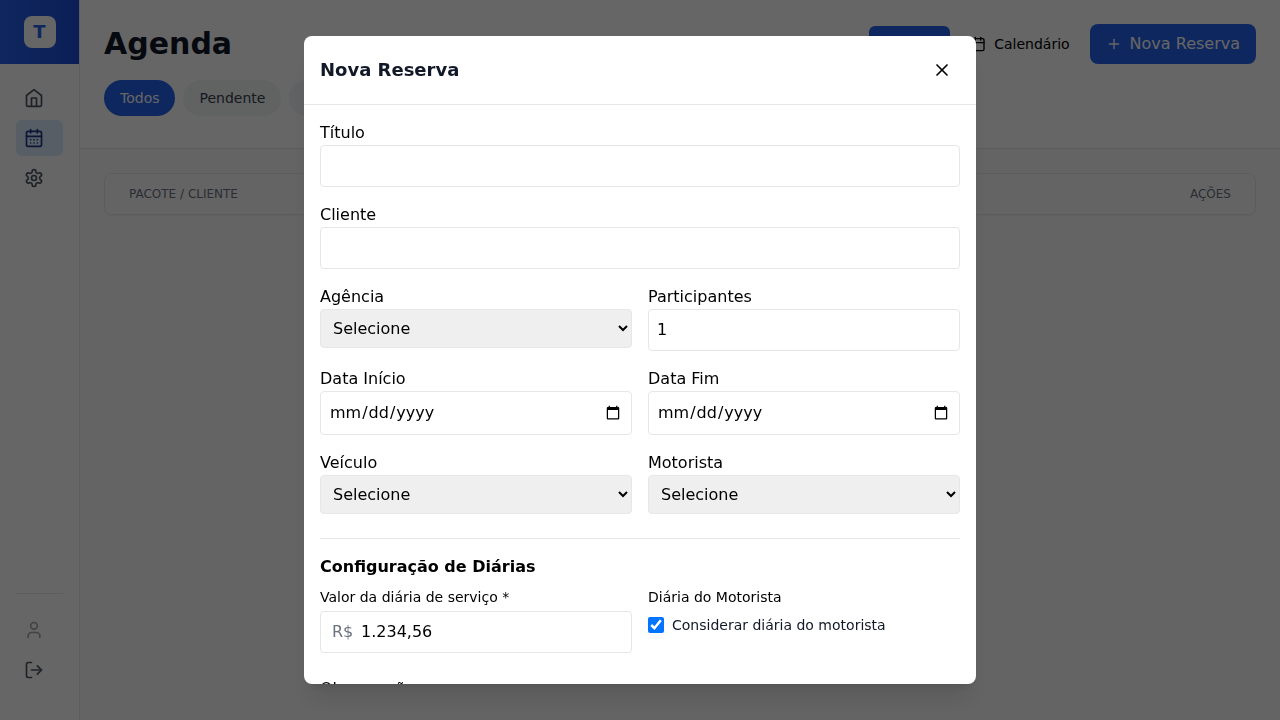 T
Agenda
Calendário
+ Nova Reserva
Todos
Pendente
PACOTE / CLIENTE
AÇÕES
Nova Reserva
Título
Cliente
Agência
Participantes
Selecione
1
Data Início
Data Fim
mm/dd/yyyy
mm/dd/yyyy
Veículo
Motorista
Selecione
Selecione
Configuração de Diárias
Valor da diária de serviço *
Diária do Motorista
R$ 1.234,56
Considerar diária do motorista